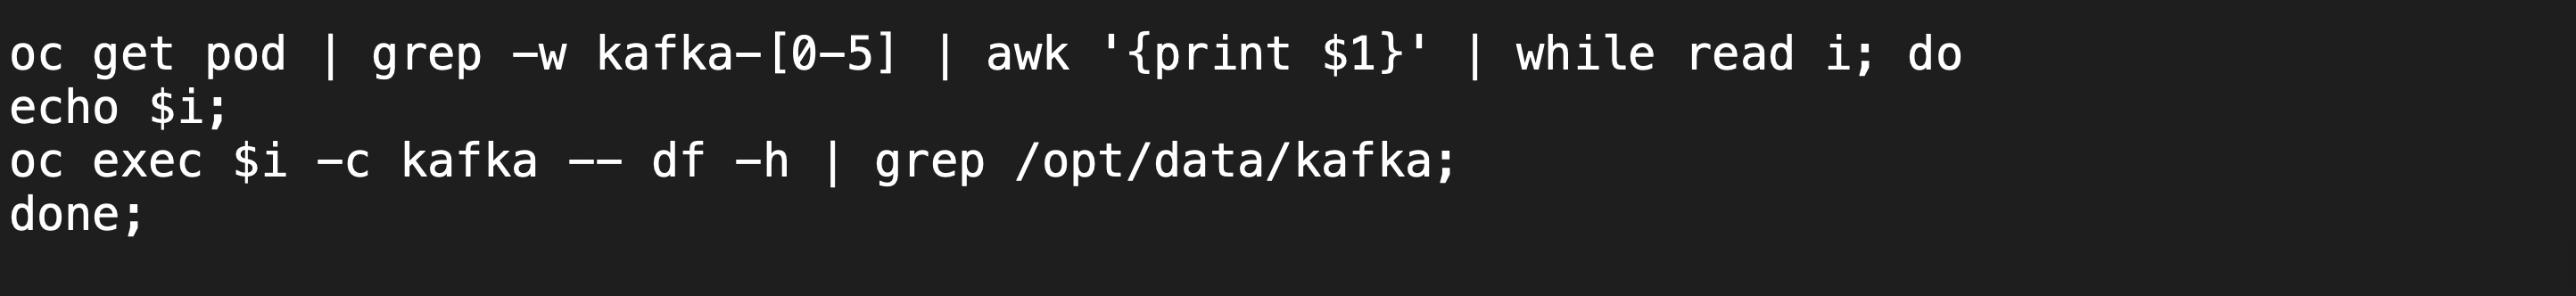 oc get pod | grep -w kafka-[0-5] | awk '{print $1}' | while read i; do
echo $i;
oc exec $i -c kafka -- df -h | grep /opt/data/kafka;
done;